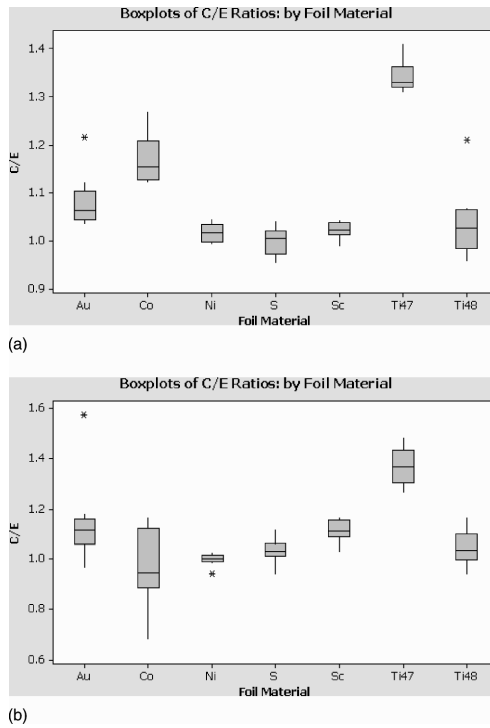 Boxplots of C/E Ratios: by Foil Material
1.4
1.3
1.2
1.1
1.0
0.9
C/E
Au Co Ni S Sc Ti47 Ti48
Foil Material
(a)
Boxplots of C/E Ratios: by Foil Material
1.6
1.4
1.2
1.0
0.8
0.6
C/E
Au Co Ni S Sc Ti47 Ti48
Foil Material
(b)